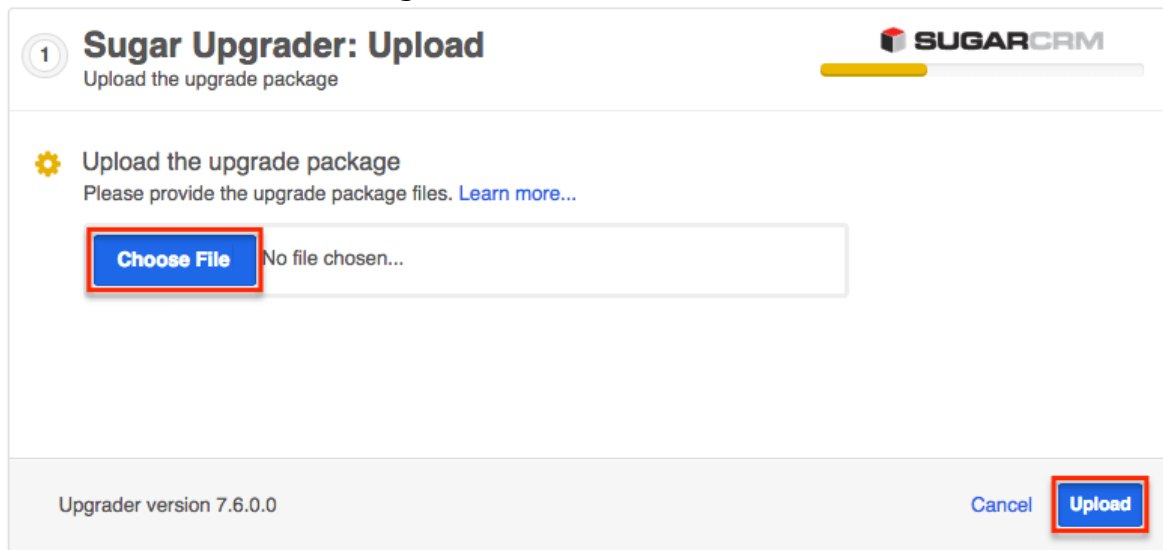 1
Sugar Upgrader: Upload
SUGARCRM
Upload the upgrade package
Upload the upgrade package
Please provide the upgrade package files. Learn more...
Choose File No file chosen...
Upgrader version 7.6.0.0
Cancel Upload